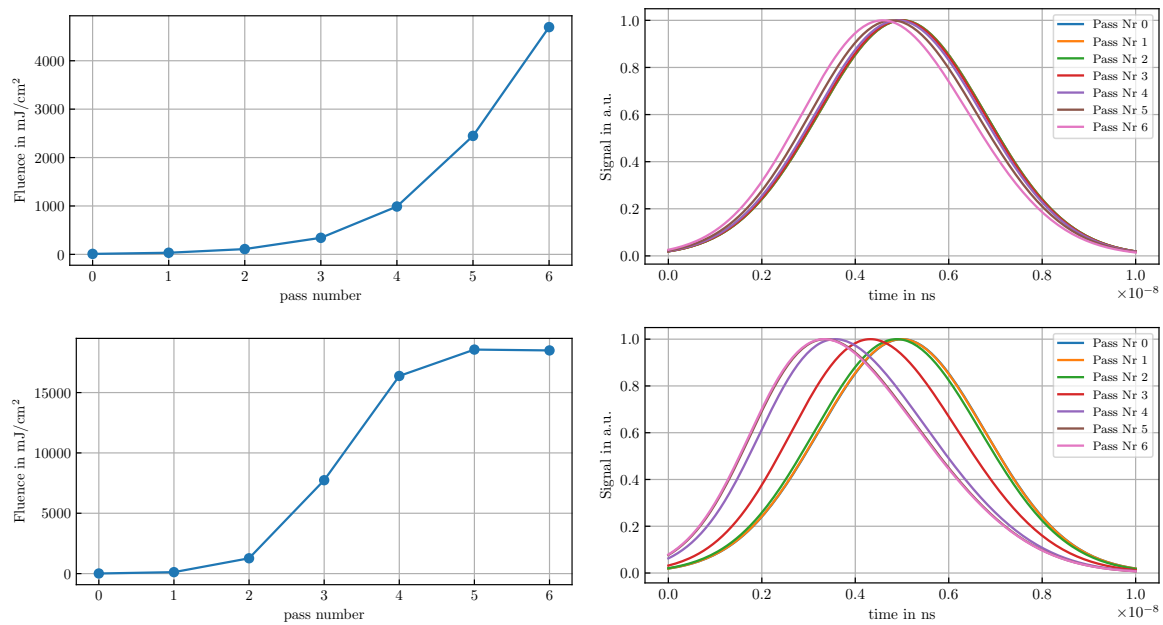 Fluence in mJ/cm²
4000
3000
2000
1000
0
0 1 2 3 4 5 6
pass number
Signal in a.u.
1.0
0.8
0.6
0.4
0.2
0.0
0.0 0.2 0.4 0.6 0.8 1.0
time in ns
×10⁻⁸
Pass Nr 0
Pass Nr 1
Pass Nr 2
Pass Nr 3
Pass Nr 4
Pass Nr 5
Pass Nr 6
Fluence in mJ/cm²
15000
10000
5000
0
0 1 2 3 4 5 6
pass number
Signal in a.u.
1.0
0.8
0.6
0.4
0.2
0.0
0.0 0.2 0.4 0.6 0.8 1.0
time in ns
×10⁻⁸
Pass Nr 0
Pass Nr 1
Pass Nr 2
Pass Nr 3
Pass Nr 4
Pass Nr 5
Pass Nr 6